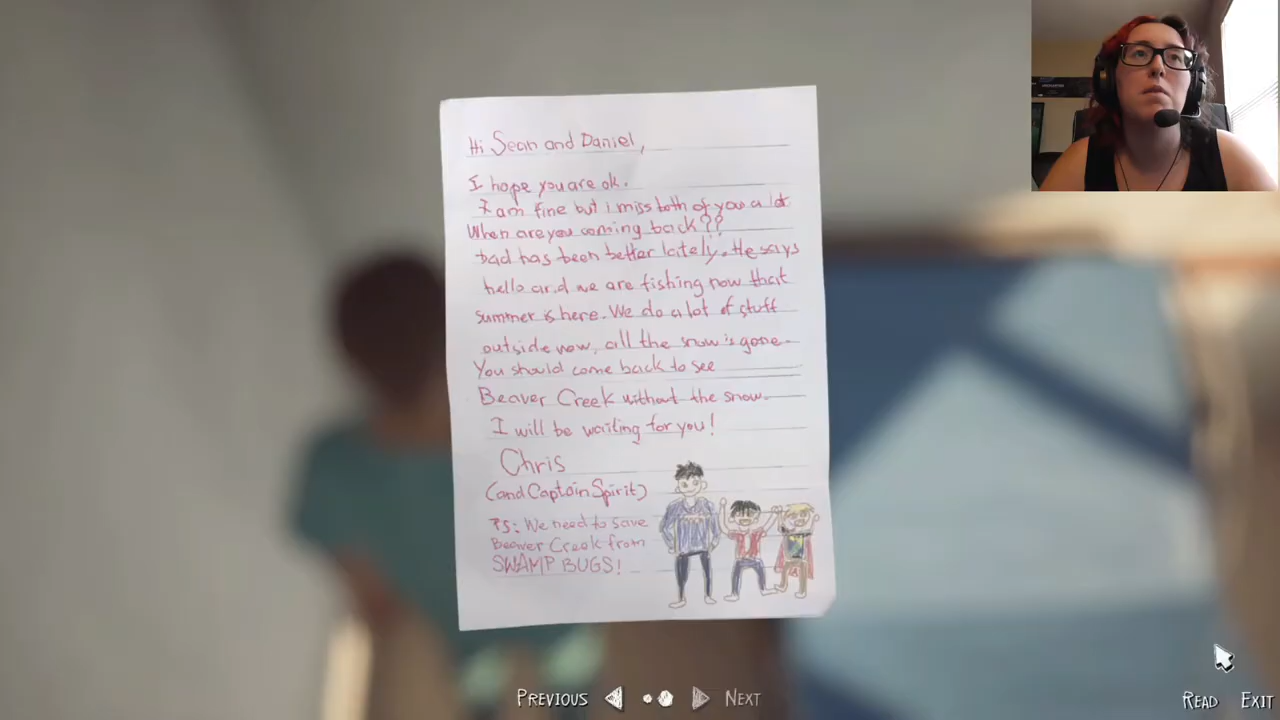 Hi Sean and Daniel,
I hope you are ok.
I am fine but i miss both of you a lot
When are you coming back??
Dad has been better lately. He says
hello and we are fishing now that
summer is here. We do a lot of stuff
outside now, all the snow is gone.
You should come back to see
Beaver Creek without the snow.
I will be waiting for you!
Chris
(and Captain Spirit)
PS: We need to save
Beaver Creek from
SWAMP BUGS!
PREVIOUS NEXT
READ EXIT